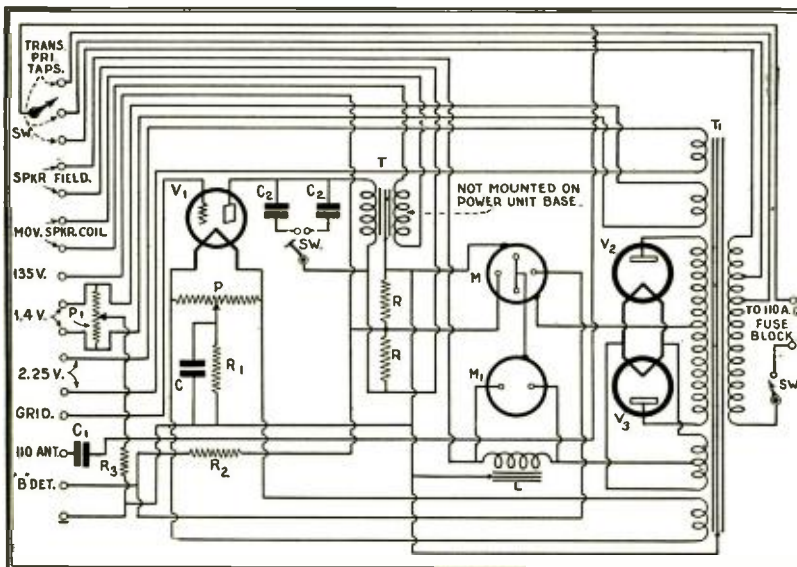 TRANS.
PRI.
TAPS.
SW.
SPKR FIELD.
MOV. SPKR. COIL
135 V.
1.4 V.
P1
2.25 V.
GRID.
C1
110 ANT.
R3
"B" DET.
V1
C2
C2
SW.
P
C
R1
R2
T
NOT MOUNTED ON
POWER UNIT BASE.
R
R
M
M1
L
T1
V2
V3
TO 110 A.
FUSE
BLOCK
SW